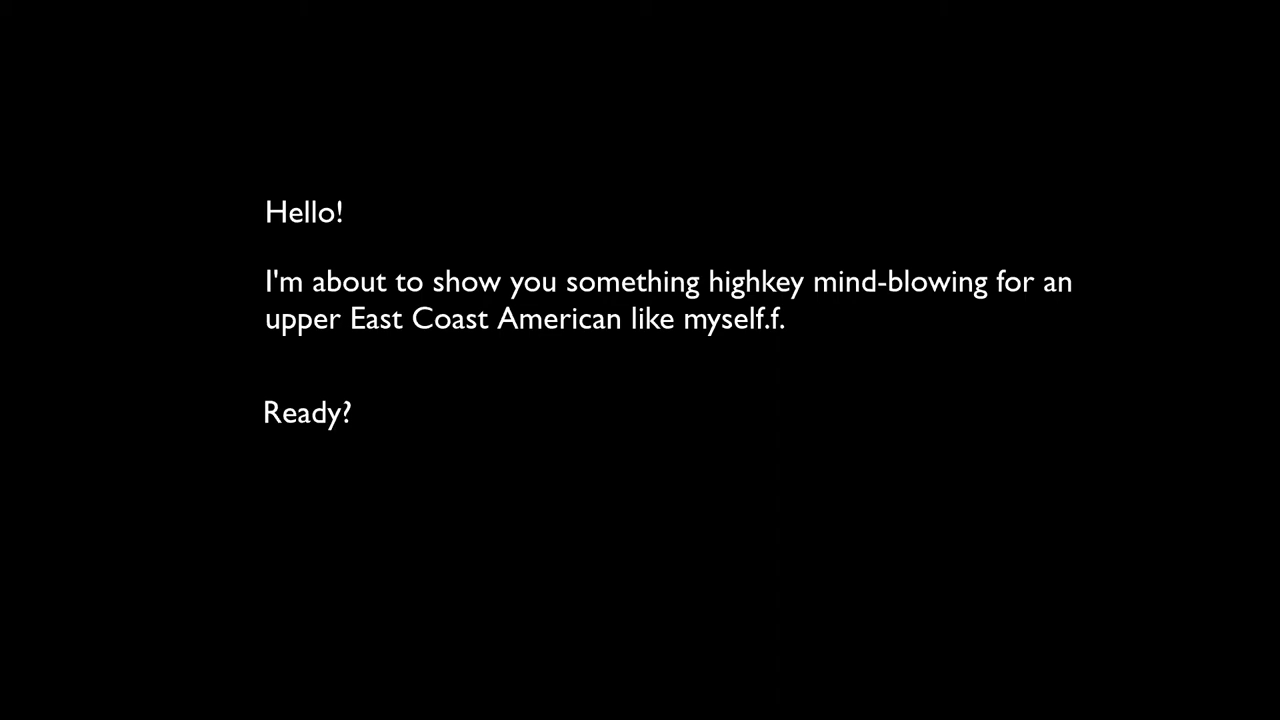 Hello!
I'm about to show you something highkey mind-blowing for an
upper East Coast American like myself.f.
Ready?